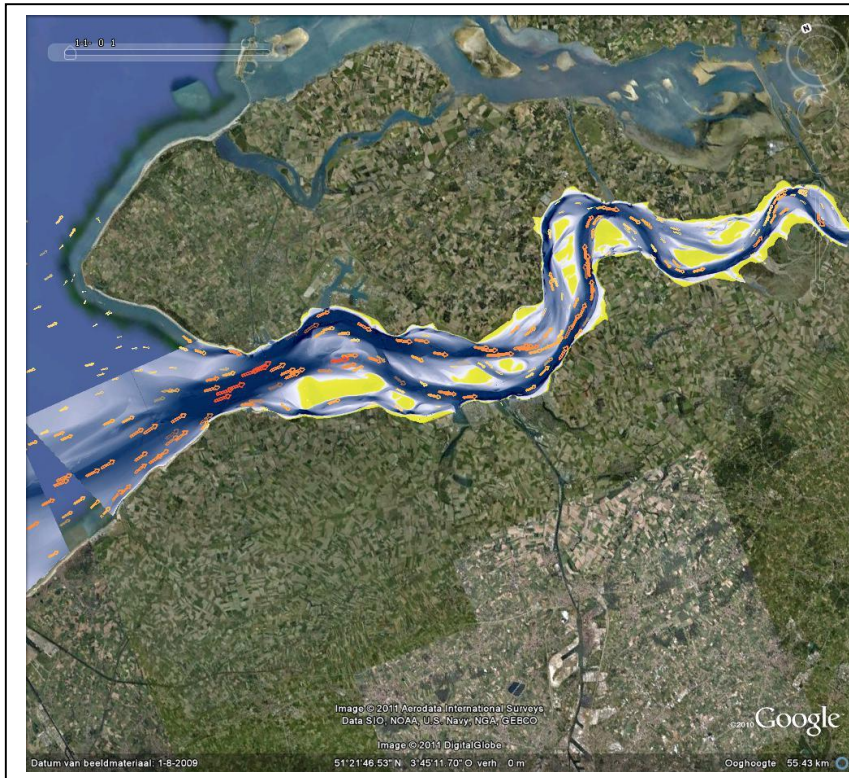 11- 0 1
N
Image © 2011 Aerodata International Surveys
Data SIO, NOAA, U.S. Navy, NGA, GEBCO
Image © 2011 DigitalGlobe
©2010 Google
Datum van beeldmateriaal: 1-8-2009
51°21'46.53" N 3°45'11.70" O verh. 0 m
Ooghoogte 55.43 km